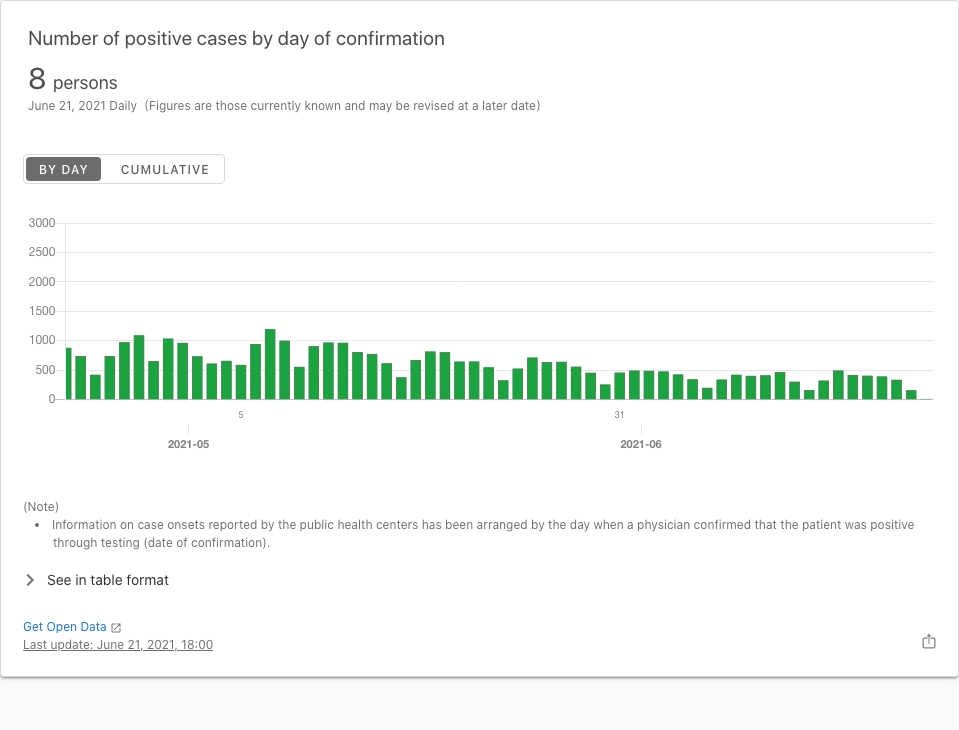 Number of positive cases by day of confirmation
8 persons
June 21, 2021 Daily (Figures are those currently known and may be revised at a later date)
BY DAY CUMULATIVE
3000
2500
2000
1500
1000
500
0
5 31
2021-05 2021-06
(Note)
• Information on case onsets reported by the public health centers has been arranged by the day when a physician confirmed that the patient was positive
through testing (date of confirmation).
See in table format
Get Open Data
Last update: June 21, 2021, 18:00